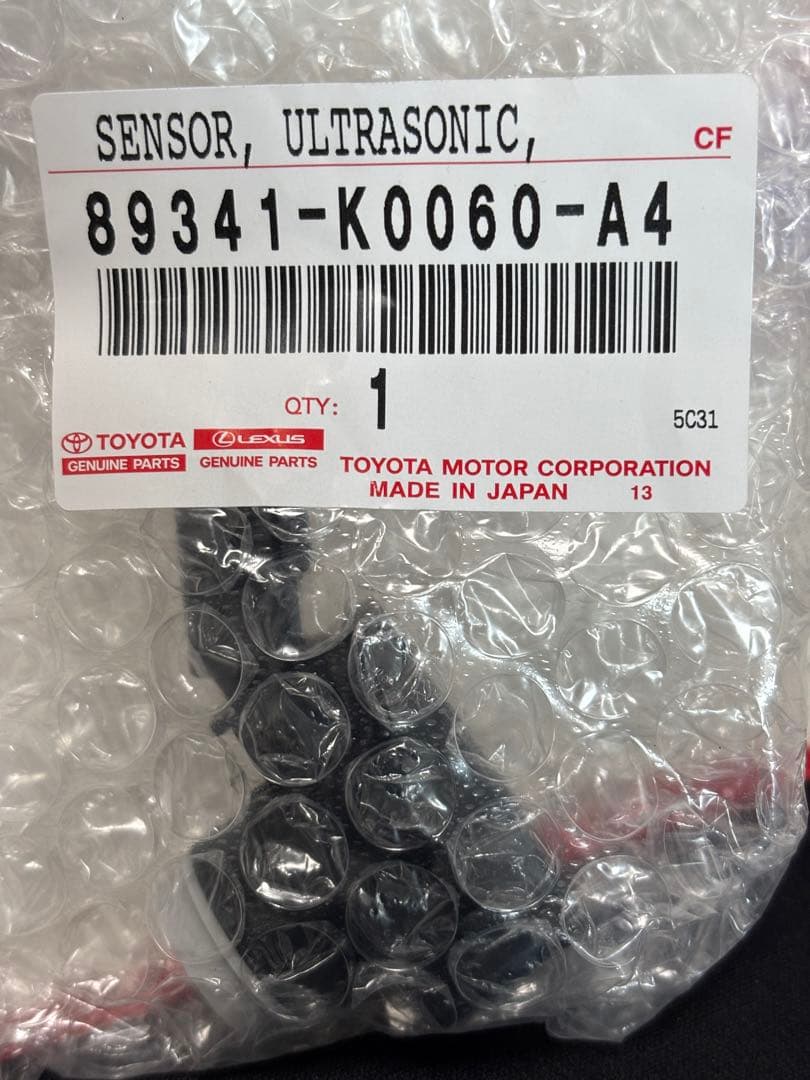 SENSOR, ULTRASONIC,
CF
89341-K0060-A4
QTY: 1
5C31
TOYOTA LEXUS
GENUINE PARTS GENUINE PARTS
TOYOTA MOTOR CORPORATION
MADE IN JAPAN 13